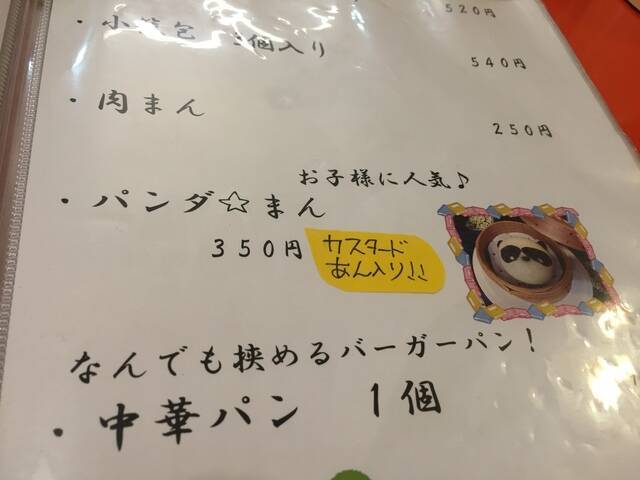 520円
・小籠包 個入り
540円
・肉まん
250円
お子様に人気♪
・パンダ☆まん
350円
カスタード
あん入り!!
なんでも挟めるバーガーパン!
・中華パン 1個